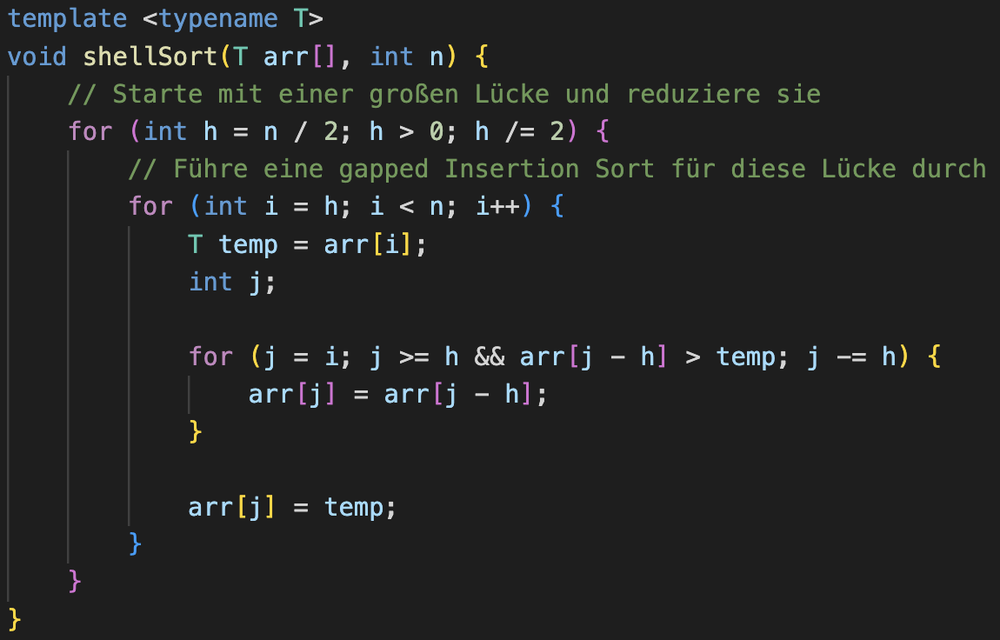 template <typename T>
void shellSort(T arr[], int n) {
    // Starte mit einer großen Lücke und reduziere sie
    for (int h = n / 2; h > 0; h /= 2) {
        // Führe eine gapped Insertion Sort für diese Lücke durch
        for (int i = h; i < n; i++) {
            T temp = arr[i];
            int j;

            for (j = i; j >= h && arr[j - h] > temp; j -= h) {
                arr[j] = arr[j - h];
            }

            arr[j] = temp;
        }
    }
}